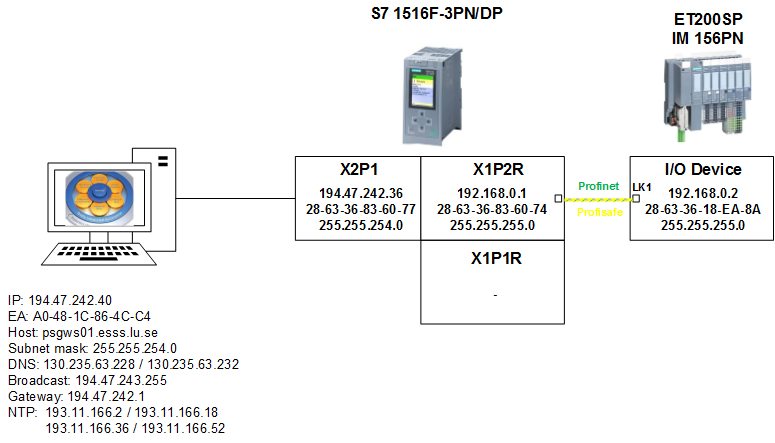 S7 1516F-3PN/DP
ET200SP
IM 156PN
X2P1
194.47.242.36
28-63-36-83-60-77
255.255.254.0
X1P2R
192.168.0.1
28-63-36-83-60-74
255.255.255.0
X1P1R
-
Profinet
Profisafe
LK1
I/O Device
192.168.0.2
28-63-36-18-EA-8A
255.255.255.0
IP: 194.47.242.40
EA: A0-48-1C-86-4C-C4
Host: psgws01.esss.lu.se
Subnet mask: 255.255.254.0
DNS: 130.235.63.228 / 130.235.63.232
Broadcast: 194.47.243.255
Gateway: 194.47.242.1
NTP: 193.11.166.2 / 193.11.166.18
193.11.166.36 / 193.11.166.52